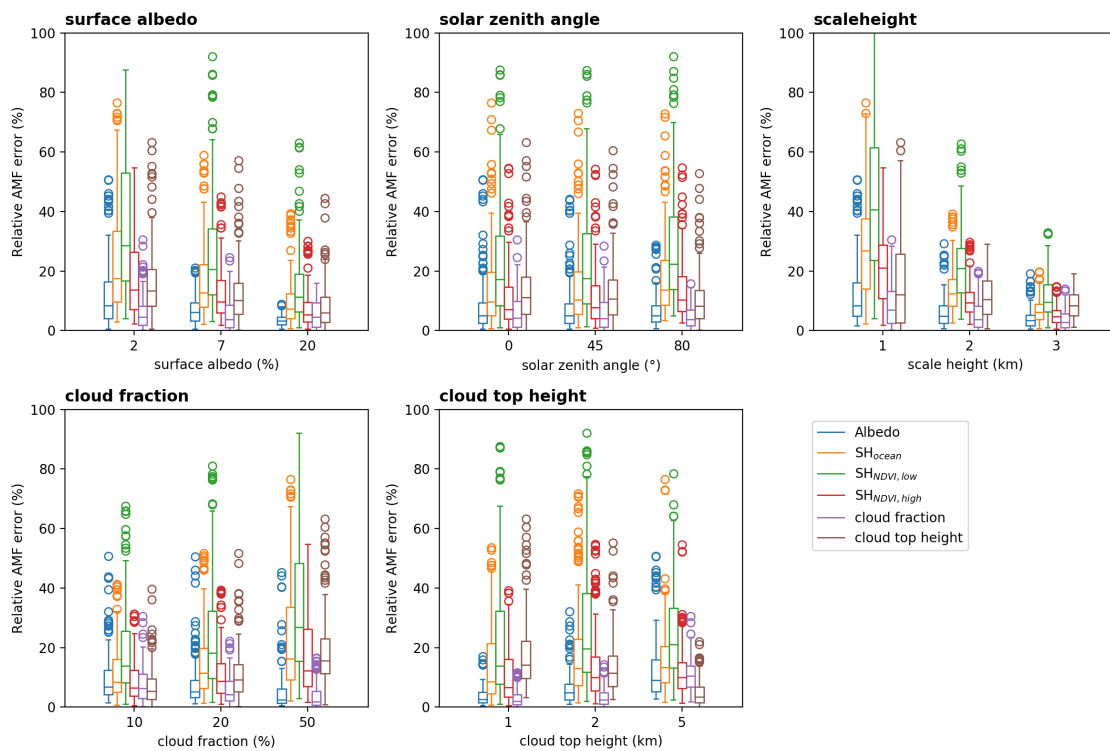 surface albedo
solar zenith angle
scaleheight
Relative AMF error (%)
100
80
60
40
20
0
2
7
20
surface albedo (%)
Relative AMF error (%)
100
80
60
40
20
0
0
45
80
solar zenith angle (°)
Relative AMF error (%)
100
80
60
40
20
0
1
2
3
scale height (km)
cloud fraction
cloud top height
Relative AMF error (%)
100
80
60
40
20
0
10
20
50
cloud fraction (%)
Relative AMF error (%)
100
80
60
40
20
0
1
2
5
cloud top height (km)
Albedo
SHocean
SHNDVI, low
SHNDVI, high
cloud fraction
cloud top height